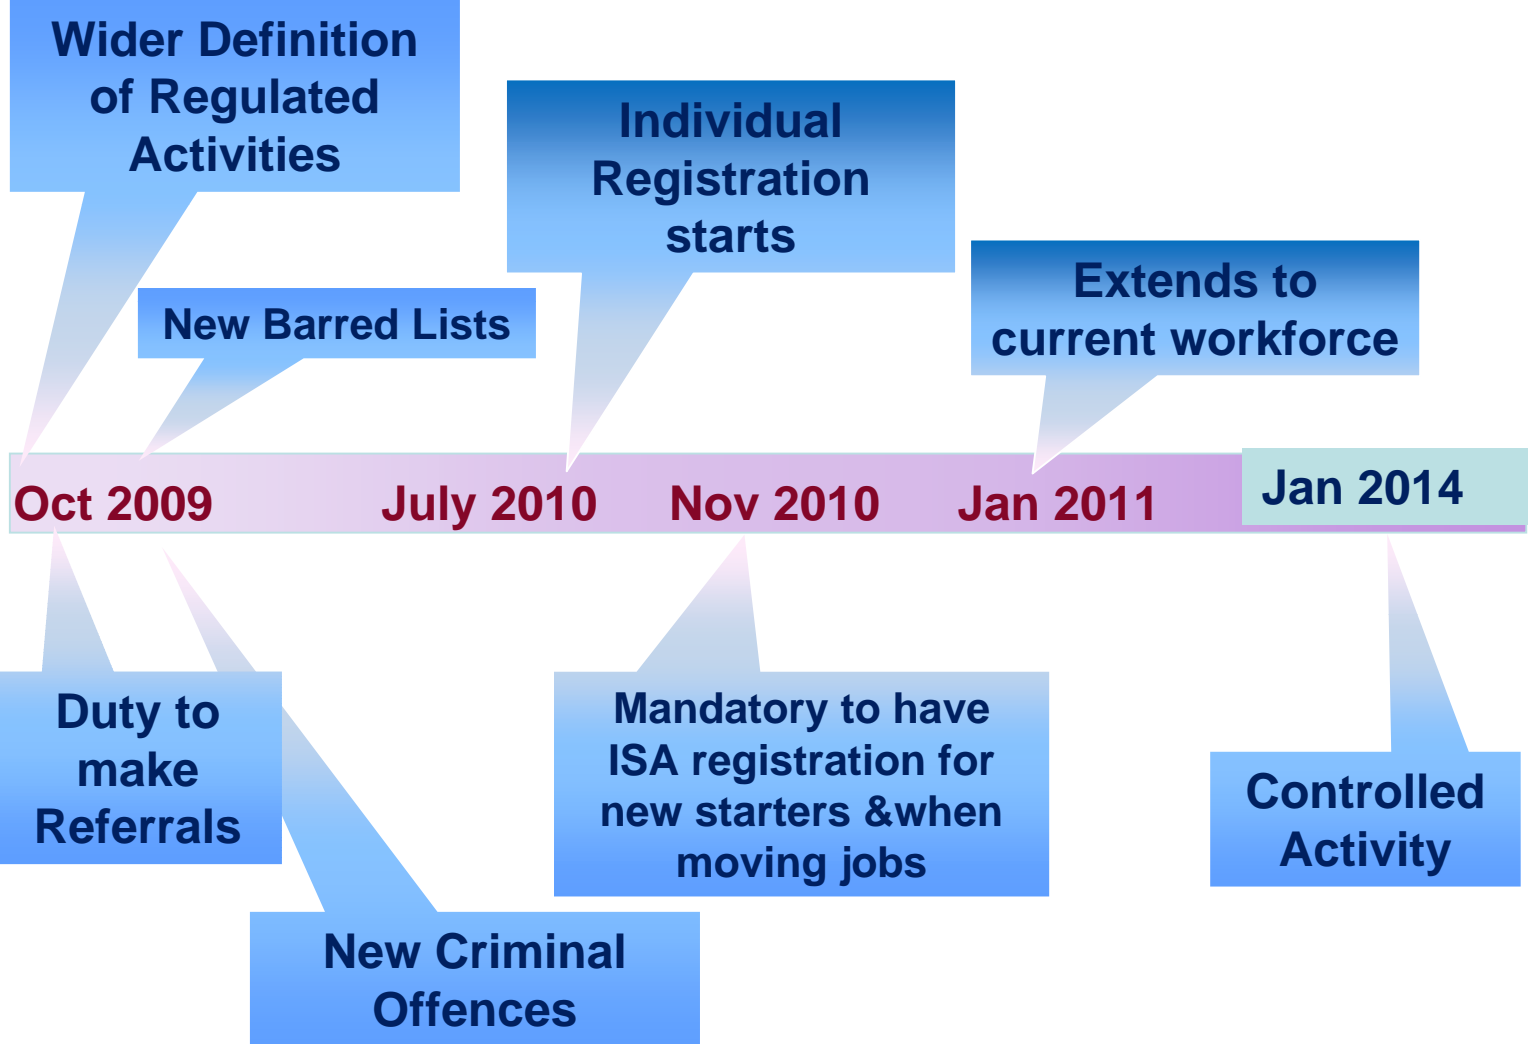 Wider Definition
of Regulated
Activities
Individual
Registration
starts
New Barred Lists
Extends to
current workforce
Oct 2009
July 2010
Nov 2010
Jan 2011
Jan 2014
Duty to
make
Referrals
Mandatory to have
ISA registration for
new starters &when
moving jobs
Controlled
Activity
New Criminal
Offences